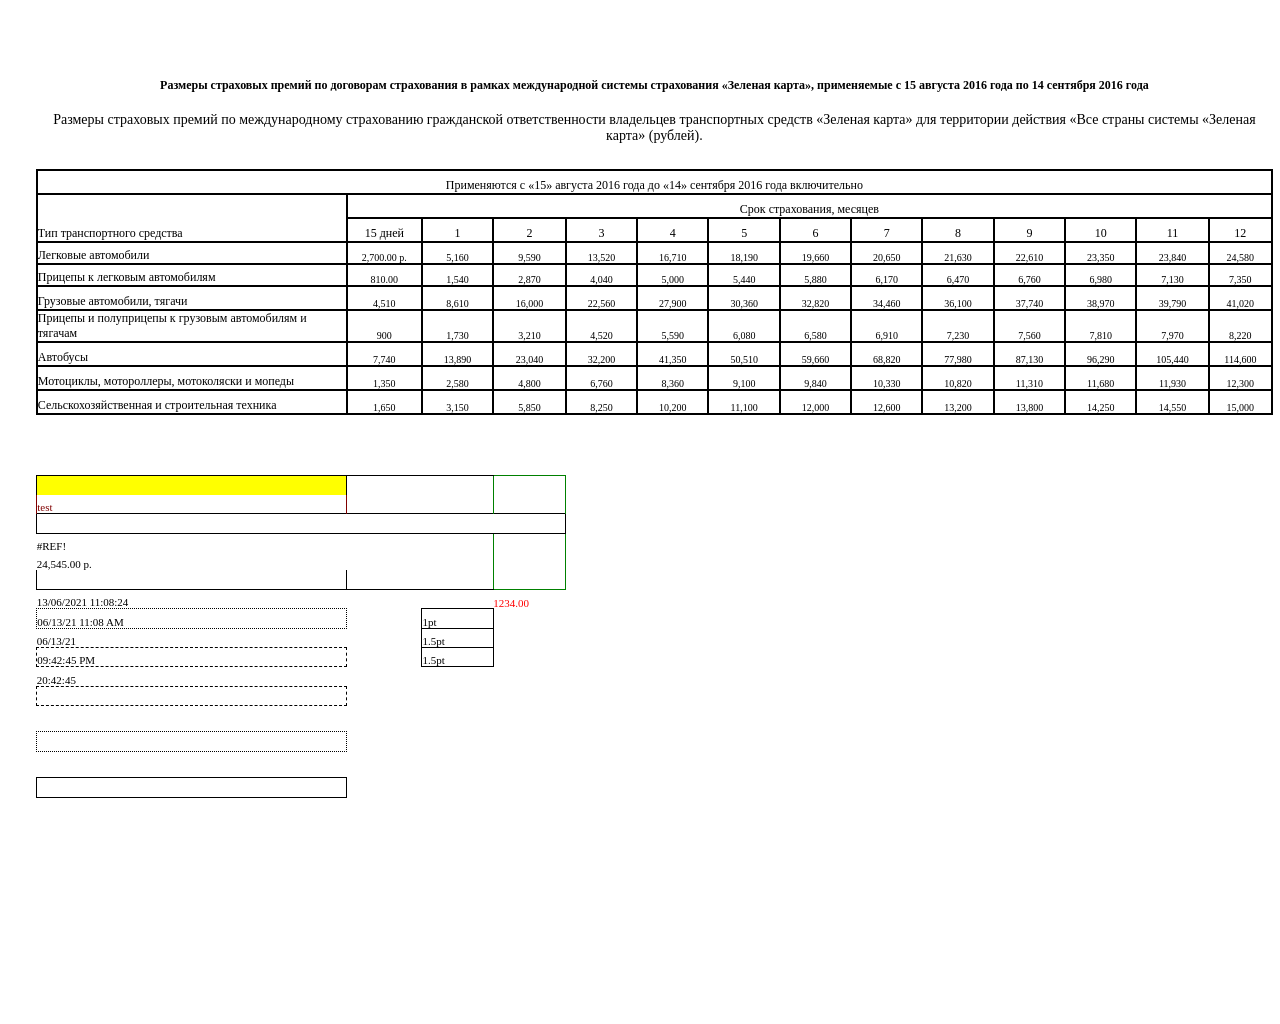 Размеры страховых премий по договорам страхования в рамках международной системы страхования «Зеленая карта», применяемые с 15 августа 2016 года по 14 сентября 2016 года
Размеры страховых премий по международному страхованию гражданской ответственности владельцев транспортных средств «Зеленая карта» для территории действия «Все страны системы «Зеленая
карта» (рублей).
Применяются с «15» августа 2016 года до «14» сентября 2016 года включительно
Срок страхования, месяцев
Тип транспортного средства 15 дней 1 2 3 4 5 6 7 8 9 10 11 12
Легковые автомобили 2,700.00 р. 5,160 9,590 13,520 16,710 18,190 19,660 20,650 21,630 22,610 23,350 23,840 24,580
Прицепы к легковым автомобилям 810.00 1,540 2,870 4,040 5,000 5,440 5,880 6,170 6,470 6,760 6,980 7,130 7,350
Грузовые автомобили, тягачи 4,510 8,610 16,000 22,560 27,900 30,360 32,820 34,460 36,100 37,740 38,970 39,790 41,020
Прицепы и полуприцепы к грузовым автомобилям и
тягачам 900 1,730 3,210 4,520 5,590 6,080 6,580 6,910 7,230 7,560 7,810 7,970 8,220
Автобусы 7,740 13,890 23,040 32,200 41,350 50,510 59,660 68,820 77,980 87,130 96,290 105,440 114,600
Мотоциклы, мотороллеры, мотоколяски и мопеды 1,350 2,580 4,800 6,760 8,360 9,100 9,840 10,330 10,820 11,310 11,680 11,930 12,300
Сельскохозяйственная и строительная техника 1,650 3,150 5,850 8,250 10,200 11,100 12,000 12,600 13,200 13,800 14,250 14,550 15,000
test
#REF!
24,545.00 р.
13/06/2021 11:08:24 1234.00
06/13/21 11:08 AM 1pt
06/13/21 1.5pt
09:42:45 PM 1.5pt
20:42:45